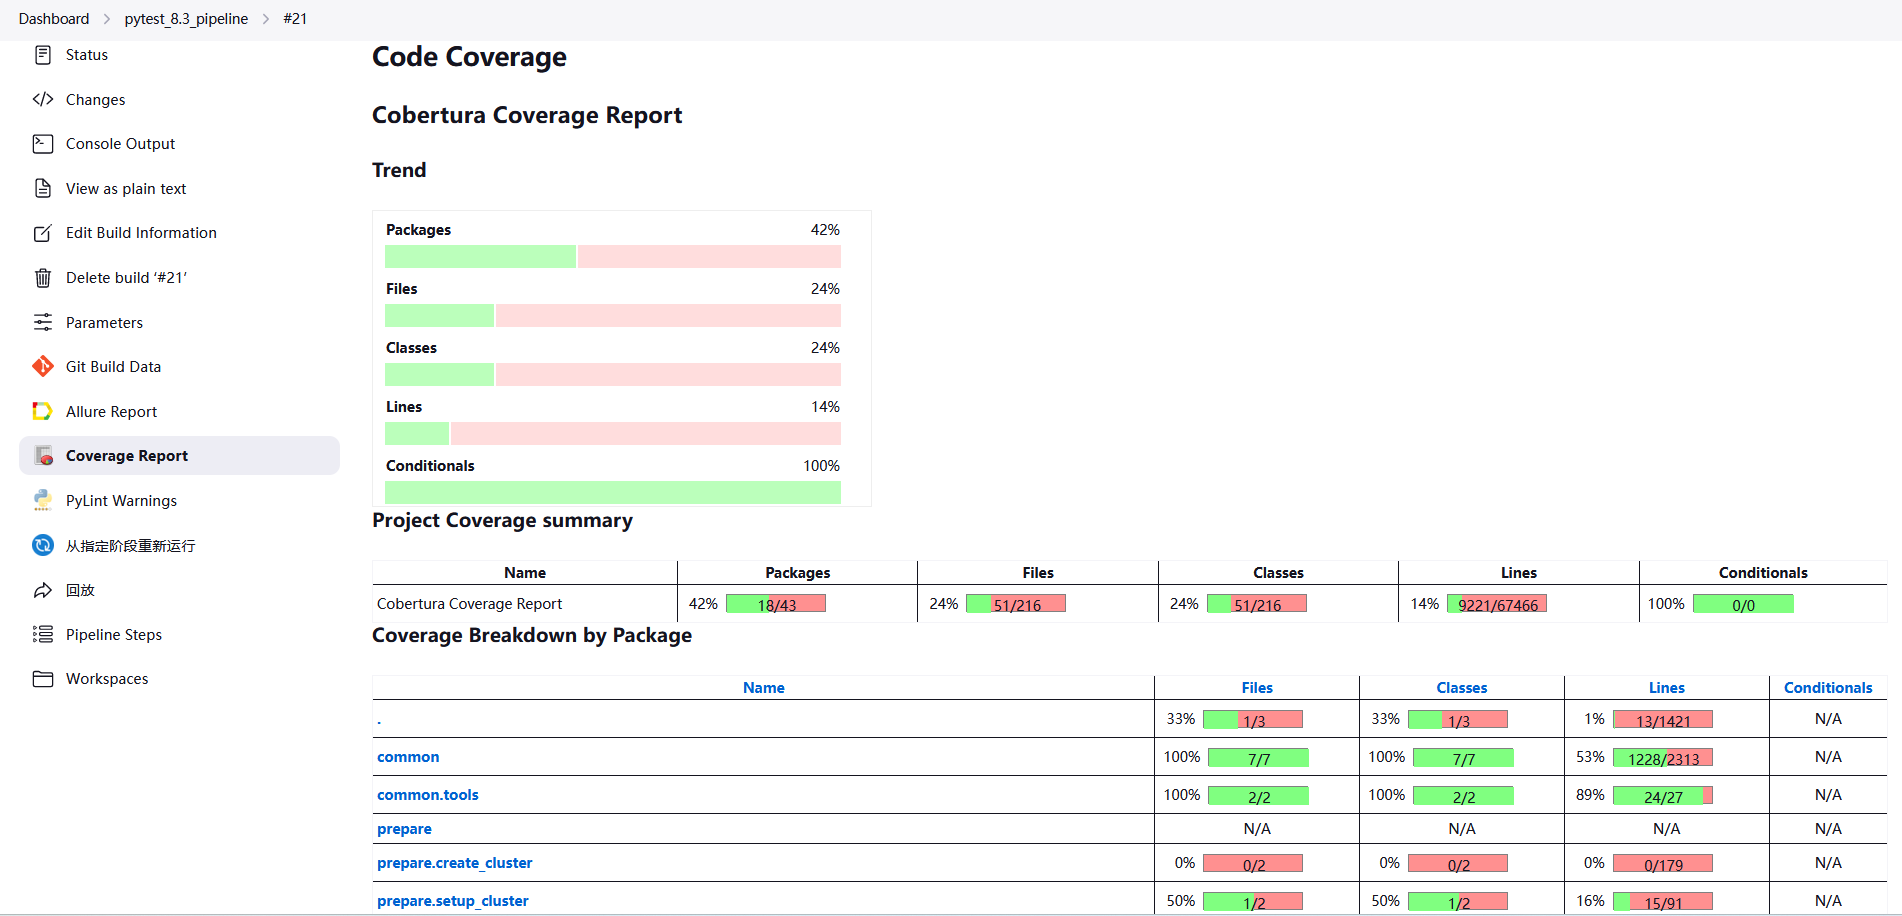 Dashboard > pytest_8.3_pipeline > #21
Status
Changes
Console Output
View as plain text
Edit Build Information
Delete build ‘#21’
Parameters
Git Build Data
Allure Report
Coverage Report
PyLint Warnings
从指定阶段重新运行
回放
Pipeline Steps
Workspaces
Code Coverage
Cobertura Coverage Report
Trend
Packages 42%
Files 24%
Classes 24%
Lines 14%
Conditionals 100%
Project Coverage summary
Name Packages Files Classes Lines Conditionals
Cobertura Coverage Report 42% 18/43 24% 51/216 24% 51/216 14% 9221/67466 100% 0/0
Coverage Breakdown by Package
Name Files Classes Lines Conditionals
. 33% 1/3 33% 1/3 1% 13/1421 N/A
common 100% 7/7 100% 7/7 53% 1228/2313 N/A
common.tools 100% 2/2 100% 2/2 89% 24/27 N/A
prepare N/A N/A N/A N/A
prepare.create_cluster 0% 0/2 0% 0/2 0% 0/179 N/A
prepare.setup_cluster 50% 1/2 50% 1/2 16% 15/91 N/A